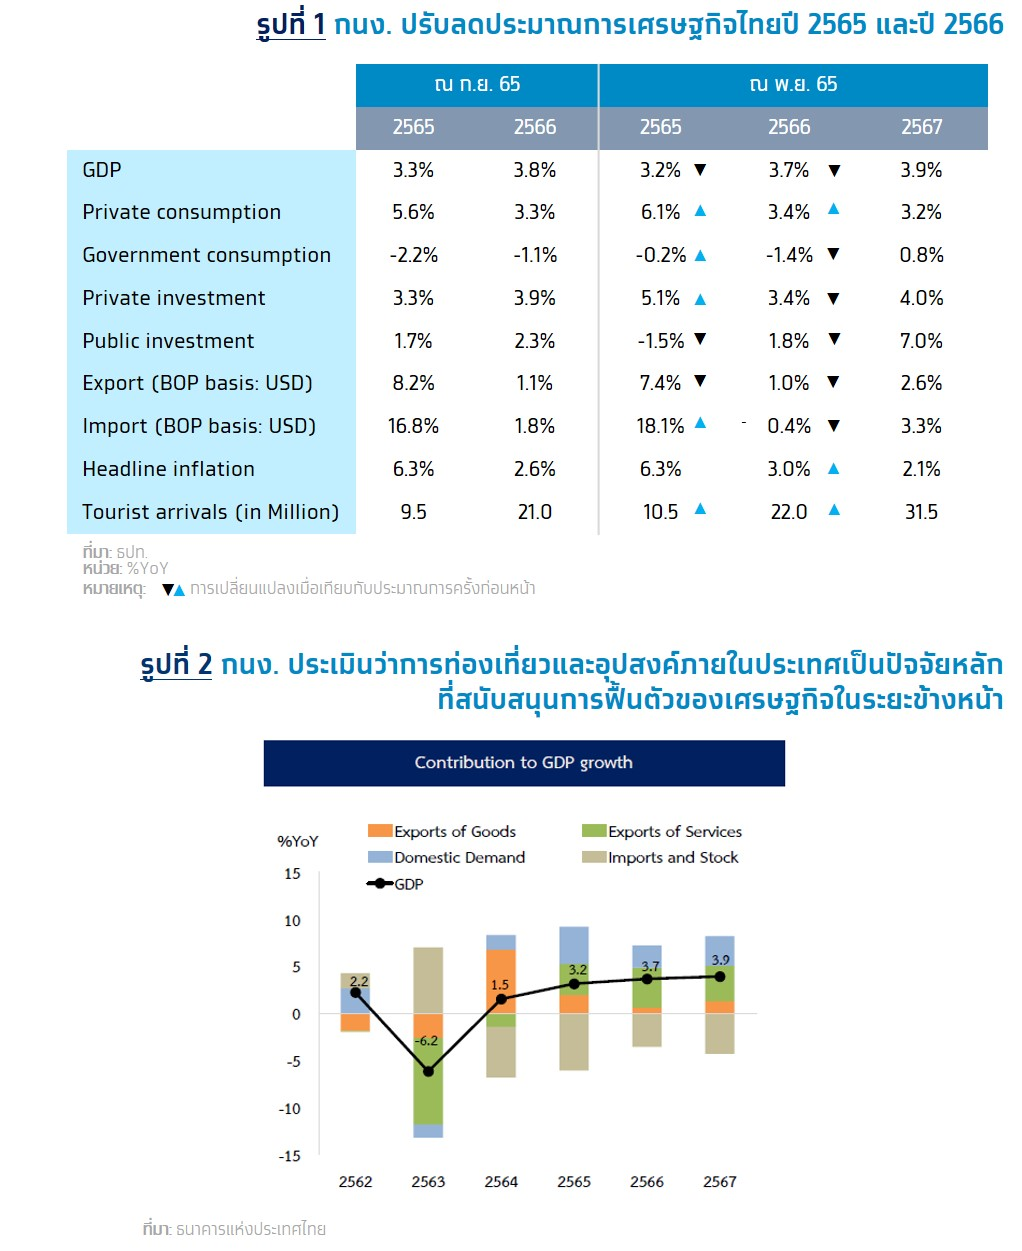 รูปที่ 1 กนง. ปรับลดประมาณการเศรษฐกิจไทยปี 2565 และปี 2566
ณ ก.ย. 65 ณ พ.ย. 65
2565 2566 2565 2566 2567
GDP 3.3% 3.8% 3.2% ▼ 3.7% ▼ 3.9%
Private consumption 5.6% 3.3% 6.1% ▲ 3.4% ▲ 3.2%
Government consumption -2.2% -1.1% -0.2% ▲ -1.4% ▼ 0.8%
Private investment 3.3% 3.9% 5.1% ▲ 3.4% ▼ 4.0%
Public investment 1.7% 2.3% -1.5% ▼ 1.8% ▼ 7.0%
Export (BOP basis: USD) 8.2% 1.1% 7.4% ▼ 1.0% ▼ 2.6%
Import (BOP basis: USD) 16.8% 1.8% 18.1% ▲ - 0.4% ▼ 3.3%
Headline inflation 6.3% 2.6% 6.3% 3.0% ▲ 2.1%
Tourist arrivals (in Million) 9.5 21.0 10.5 ▲ 22.0 ▲ 31.5
ที่มา: ธปท.
หน่วย: %YoY
หมายเหตุ: ▼▲ การเปลี่ยนแปลงเมื่อเทียบกับประมาณการครั้งก่อนหน้า
รูปที่ 2 กนง. ประเมินว่าการท่องเที่ยวและอุปสงค์ภายในประเทศเป็นปัจจัยหลัก
ที่สนับสนุนการฟื้นตัวของเศรษฐกิจในระยะข้างหน้า
Contribution to GDP growth
%YoY
Exports of Goods Exports of Services
Domestic Demand Imports and Stock
GDP
15
10
5
0
-5
-10
-15
2.2 -6.2 1.5 3.2 3.7 3.9
2562 2563 2564 2565 2566 2567
ที่มา: ธนาคารแห่งประเทศไทย